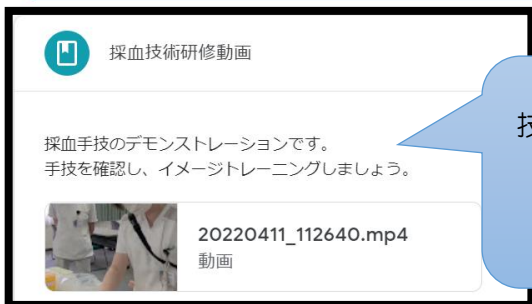 採血技術研修動画
採血手技のデモンストレーションです。
手技を確認し、イメージトレーニングしましょう。
20220411_112640.mp4
動画
技